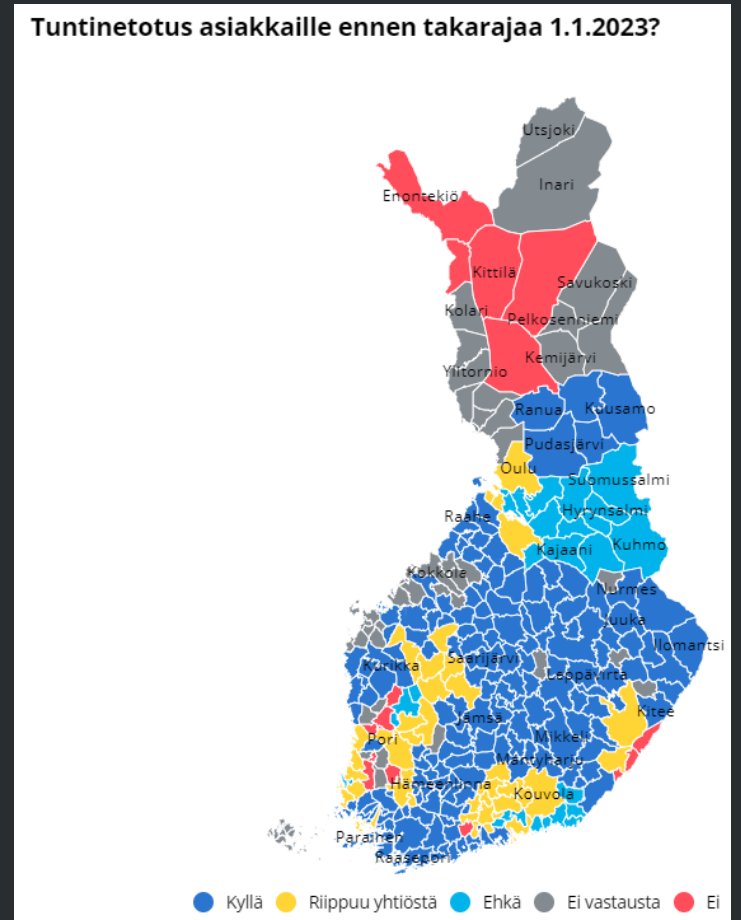 Tuntinetotus asiakkaille ennen takarajaa 1.1.2023?
Utsjoki
Inari
Enontekiö
Kittilä
Savukoski
Kolari
Pelkosenniemi
Kemijärvi
Ylitornio
Ranua
Kuusamo
Pudasjärvi
Oulu
Suomussalmi
Hyrynsalmi
Raahe
Kajaani
Kuhmo
Kokkola
Nurmes
Juuka
Ilomantsi
Kurikka
Saarijärvi
Leppävirta
Kitee
Jämsä
Pori
Mikkeli
Mäntyharju
Hämeenlinna
Kouvola
Parainen
Raasepori
Kyllä
Riippuu yhtiöstä
Ehkä
Ei vastausta
Ei